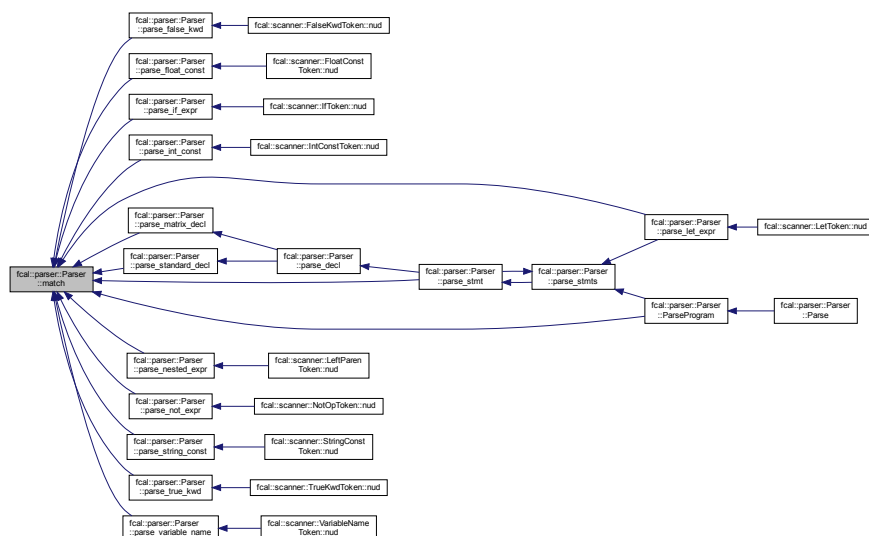 fcal::parser::Parser
::parse_false_kwd
fcal::scanner::FalseKwdToken::nud
fcal::parser::Parser
::parse_float_const
fcal::scanner::FloatConst
Token::nud
fcal::parser::Parser
::parse_if_expr
fcal::scanner::IfToken::nud
fcal::parser::Parser
::parse_int_const
fcal::scanner::IntConstToken::nud
fcal::parser::Parser
::parse_matrix_decl
fcal::parser::Parser
::parse_let_expr
fcal::scanner::LetToken::nud
fcal::parser::Parser
::parse_standard_decl
fcal::parser::Parser
::parse_decl
fcal::parser::Parser
::match
fcal::parser::Parser
::parse_stmt
fcal::parser::Parser
::parse_stmts
fcal::parser::Parser
::ParseProgram
fcal::parser::Parser
::Parse
fcal::parser::Parser
::parse_nested_expr
fcal::scanner::LeftParen
Token::nud
fcal::parser::Parser
::parse_not_expr
fcal::scanner::NotOpToken::nud
fcal::parser::Parser
::parse_string_const
fcal::scanner::StringConst
Token::nud
fcal::parser::Parser
::parse_true_kwd
fcal::scanner::TrueKwdToken::nud
fcal::parser::Parser
::parse_variable_name
fcal::scanner::VariableName
Token::nud